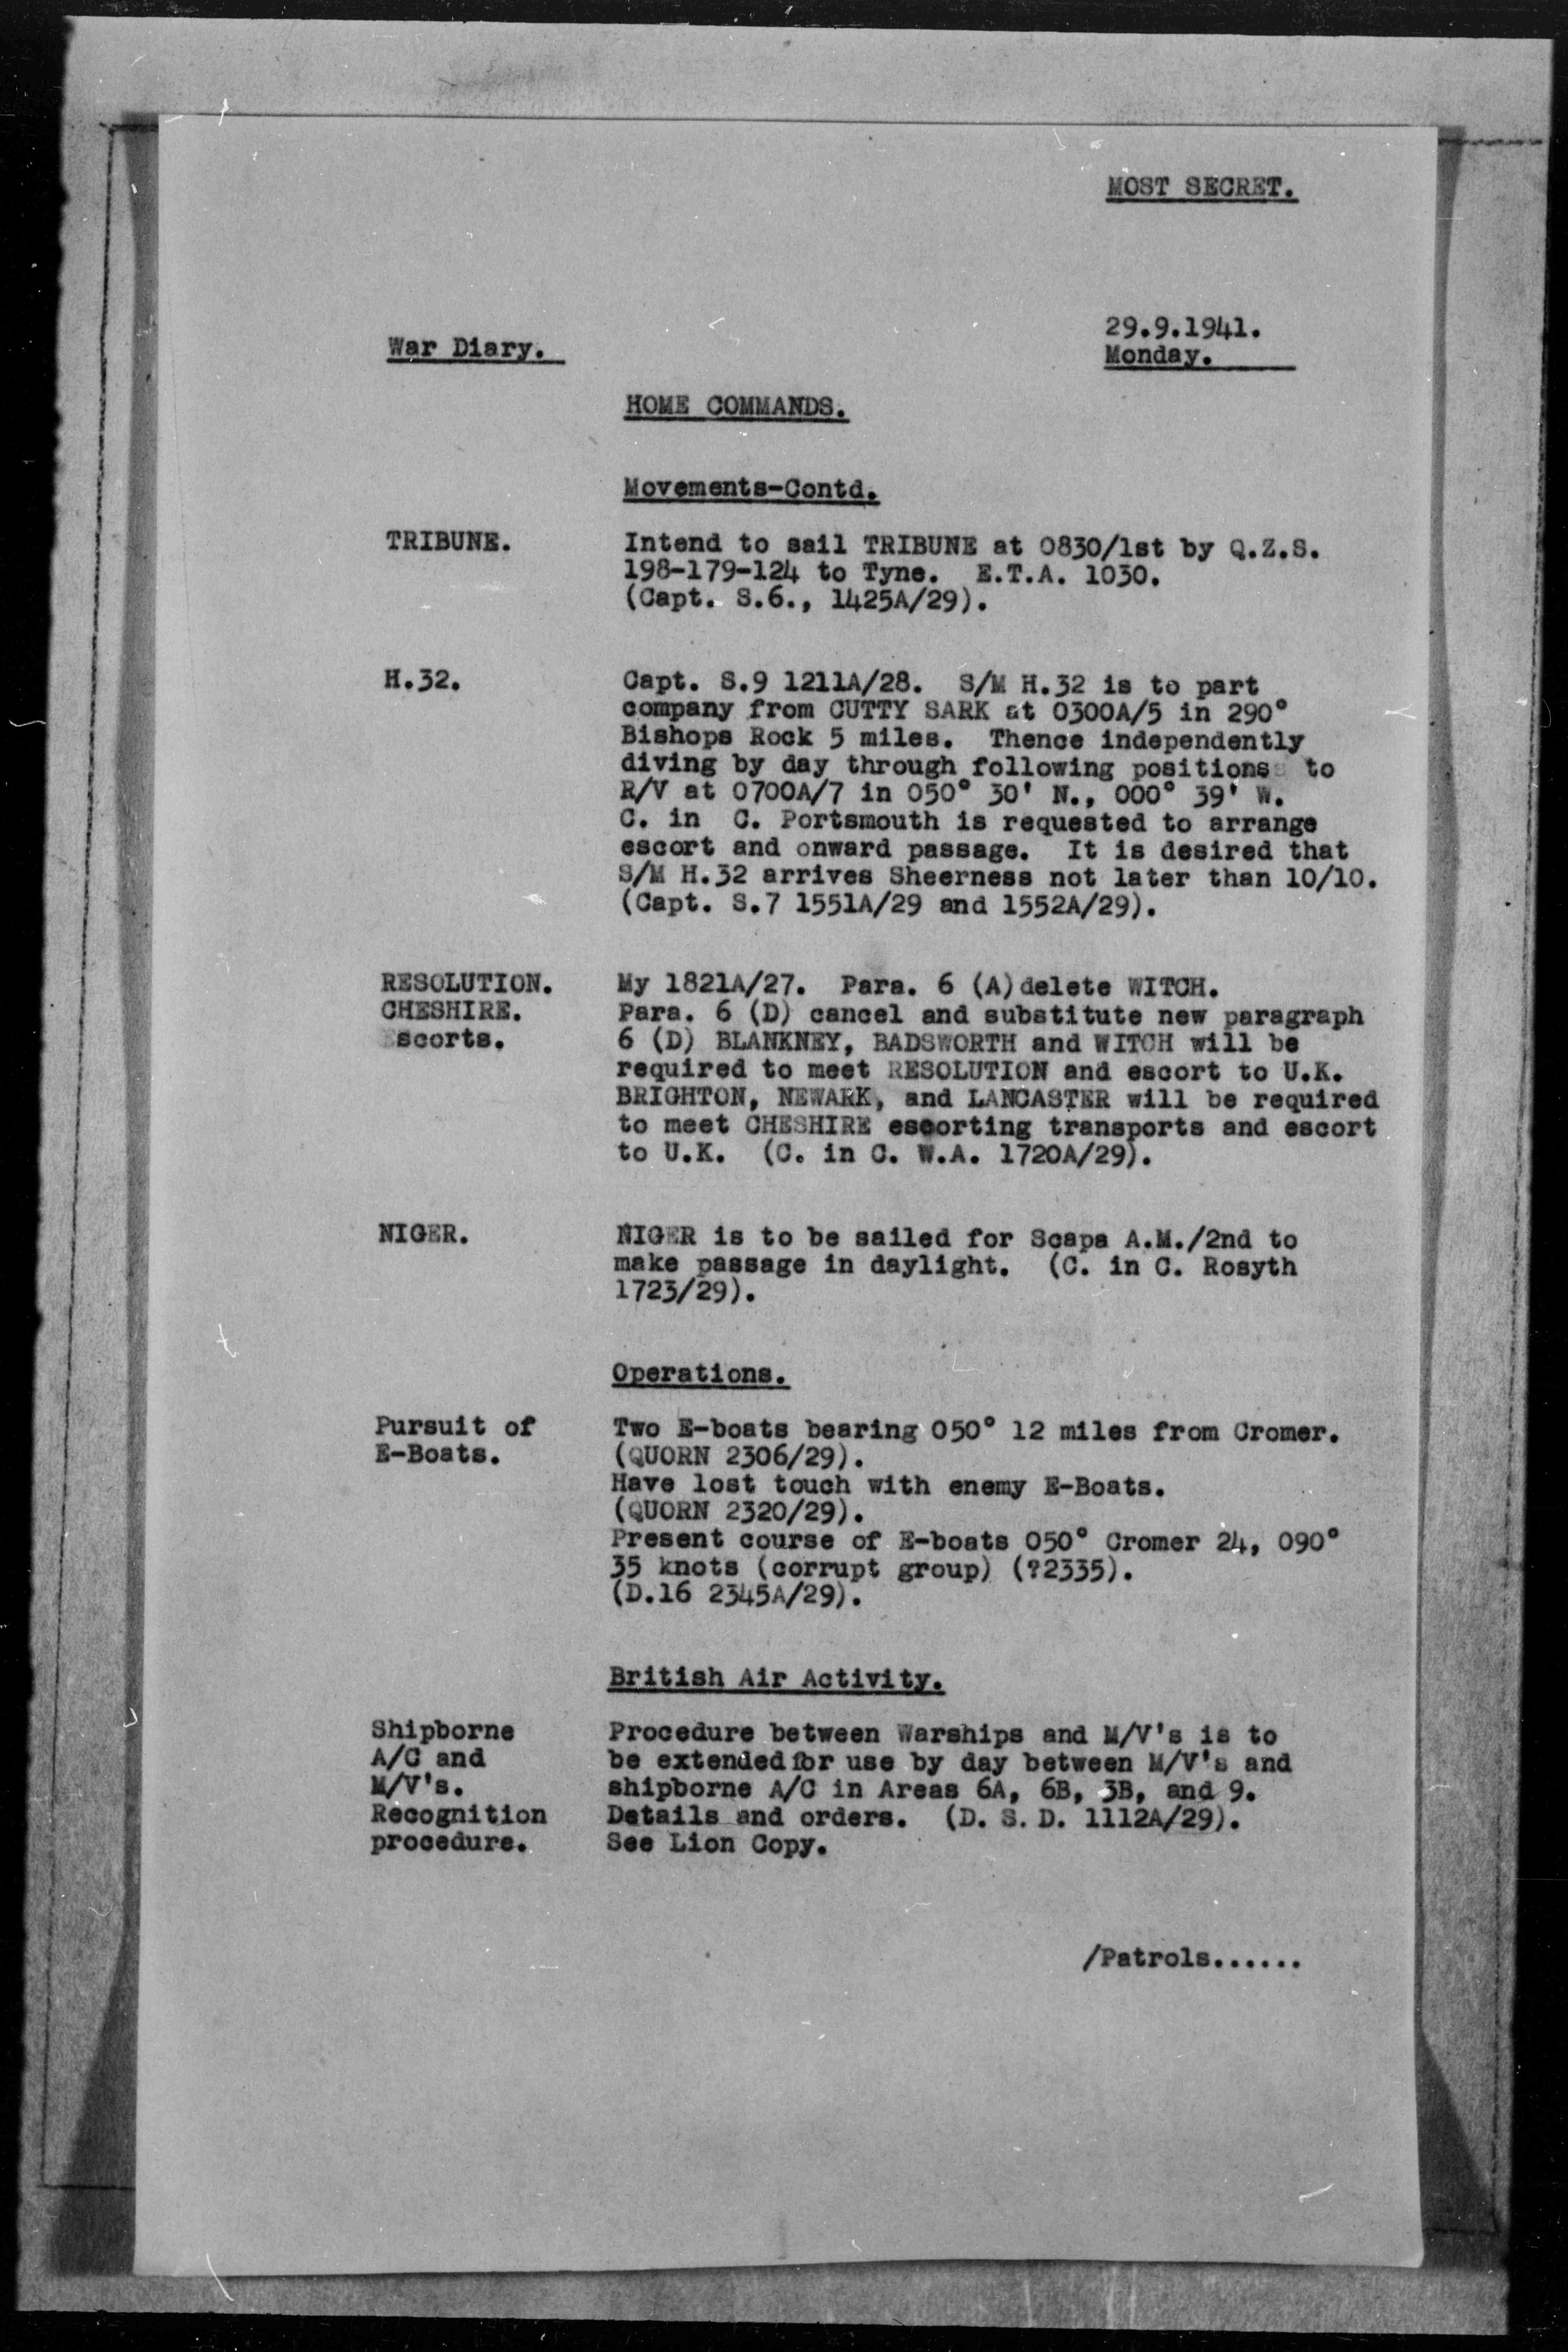 MOST SECRET.
29.9.1941.
War Diary.
Monday.
HOME COMMANDS.
Movements-Contd.
TRIBUNE. Intend to sail TRIBUNE at 0830/1st by Q.Z.S.
198-179-124 to Tyne. E.T.A. 1030.
(Capt. S.6., 1425A/29).
H.32. Capt. S.9 1211A/28. S/M H.32 is to part
company from CUTTY SARK at 0300A/5 in 290°
Bishops Rock 5 miles. Thence independently
diving by day through following positions to
R/V at 0700A/7 in 050° 30' N., 000° 39' W.
C. in C. Portsmouth is requested to arrange
escort and onward passage. It is desired that
S/M H.32 arrives Sheerness not later than 10/10.
(Capt. S.7 1551A/29 and 1552A/29).
RESOLUTION. My 1821A/27. Para. 6 (A) delete WITCH.
CHESHIRE. Para. 6 (D) cancel and substitute new paragraph
Escorts. 6 (D) BLANKNEY, BADSWORTH and WITCH will be
required to meet RESOLUTION and escort to U.K.
BRIGHTON, NEWARK, and LANCASTER will be required
to meet CHESHIRE escorting transports and escort
to U.K. (C. in C. W.A. 1720A/29).
NIGER. NIGER is to be sailed for Scapa A.M./2nd to
make passage in daylight. (C. in C. Rosyth
1723/29).
Operations.
Pursuit of Two E-boats bearing 050° 12 miles from Cromer.
E-Boats. (QUORN 2306/29).
Have lost touch with enemy E-Boats.
(QUORN 2320/29).
Present course of E-boats 050° Cromer 24, 090°
35 knots (corrupt group) (?2335).
(D.16 2345A/29).
British Air Activity.
Shipborne Procedure between Warships and M/V's is to
A/C and be extended for use by day between M/V's and
M/V's. shipborne A/C in Areas 6A, 6B, 3B, and 9.
Recognition Details and orders. (D. S. D. 1112A/29).
procedure. See Lion Copy.
/Patrols......